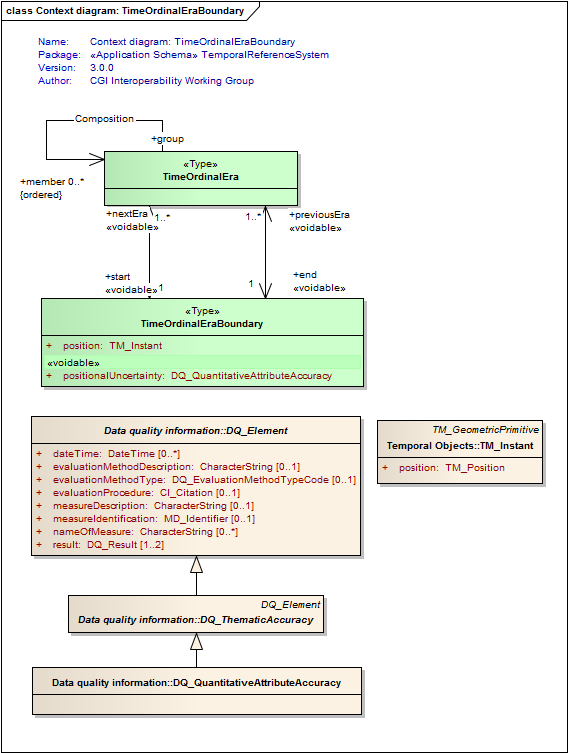 class Context diagram: TimeOrdinalEraBoundary
Name: Context diagram: TimeOrdinalEraBoundary
Package: «Application Schema» TemporalReferenceSystem
Version: 3.0.0
Author: CGI Interoperability Working Group
Composition
+group
+member 0..*
{ordered}
«Type»
TimeOrdinalEra
+nextEra 1..*
«voidable»
1..* +previousEra
«voidable»
+start
«voidable» 1
1 +end
«voidable»
«Type»
TimeOrdinalEraBoundary
+ position: TM_Instant
«voidable»
+ positionalUncertainty: DQ_QuantitativeAttributeAccuracy
Data quality information::DQ_Element
+ dateTime: DateTime [0..*]
+ evaluationMethodDescription: CharacterString [0..1]
+ evaluationMethodType: DQ_EvaluationMethodTypeCode [0..1]
+ evaluationProcedure: CI_Citation [0..1]
+ measureDescription: CharacterString [0..1]
+ measureIdentification: MD_Identifier [0..1]
+ nameOfMeasure: CharacterString [0..*]
+ result: DQ_Result [1..2]
TM_GeometricPrimitive
Temporal Objects::TM_Instant
+ position: TM_Position
DQ_Element
Data quality information::DQ_ThematicAccuracy
Data quality information::DQ_QuantitativeAttributeAccuracy